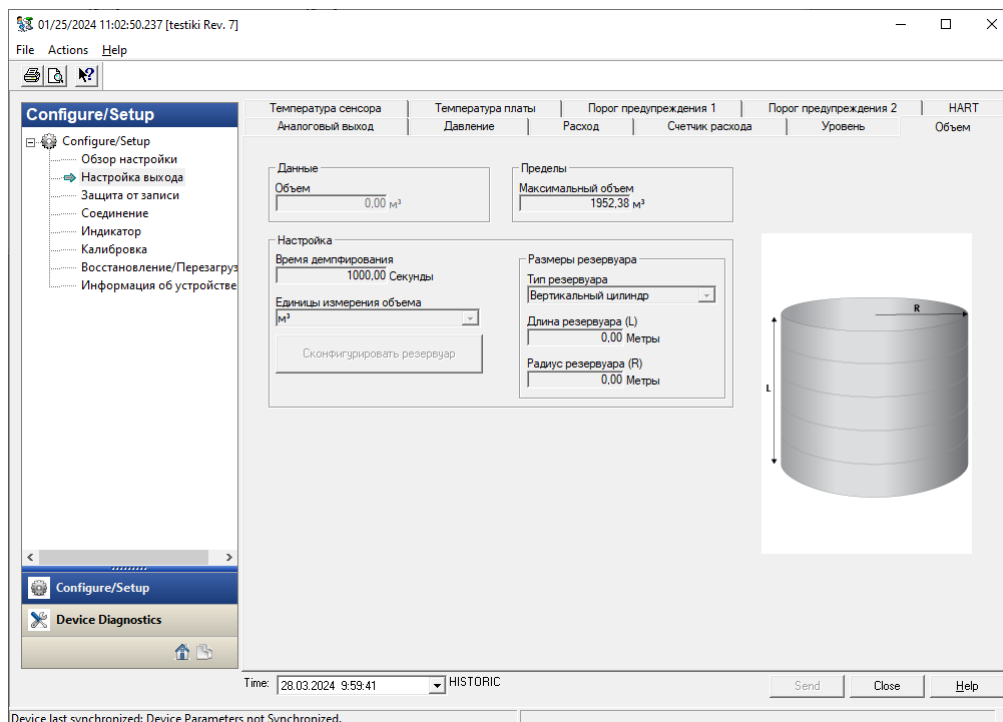 01/25/2024 11:02:50.237 [testiki Rev. 7]
File Actions Help
Configure/Setup
Configure/Setup
Обзор настройки
Настройка выхода
Защита от записи
Соединение
Индикатор
Калибровка
Восстановление/Перезагруз
Информация об устройстве
Configure/Setup
Device Diagnostics
Температура сенсора Температура платы Порог предупреждения 1 Порог предупреждения 2 HART
Аналоговый выход Давление Расход Счетчик расхода Уровень Объем
Данные
Объем
0,00 м³
Пределы
Максимальный объем
1952,38 м³
Настройка
Время демпфирования
1000,00 Секунды
Единицы измерения объема
м³
Сконфигурировать резервуар
Размеры резервуара
Тип резервуара
Вертикальный цилиндр
Длина резервуара (L)
0,00 Метры
Радиус резервуара (R)
0,00 Метры
R
L
Time: 28.03.2024 9:59:41 HISTORIC
Send Close Help
Device last synchronized: Device Parameters not Synchronized.